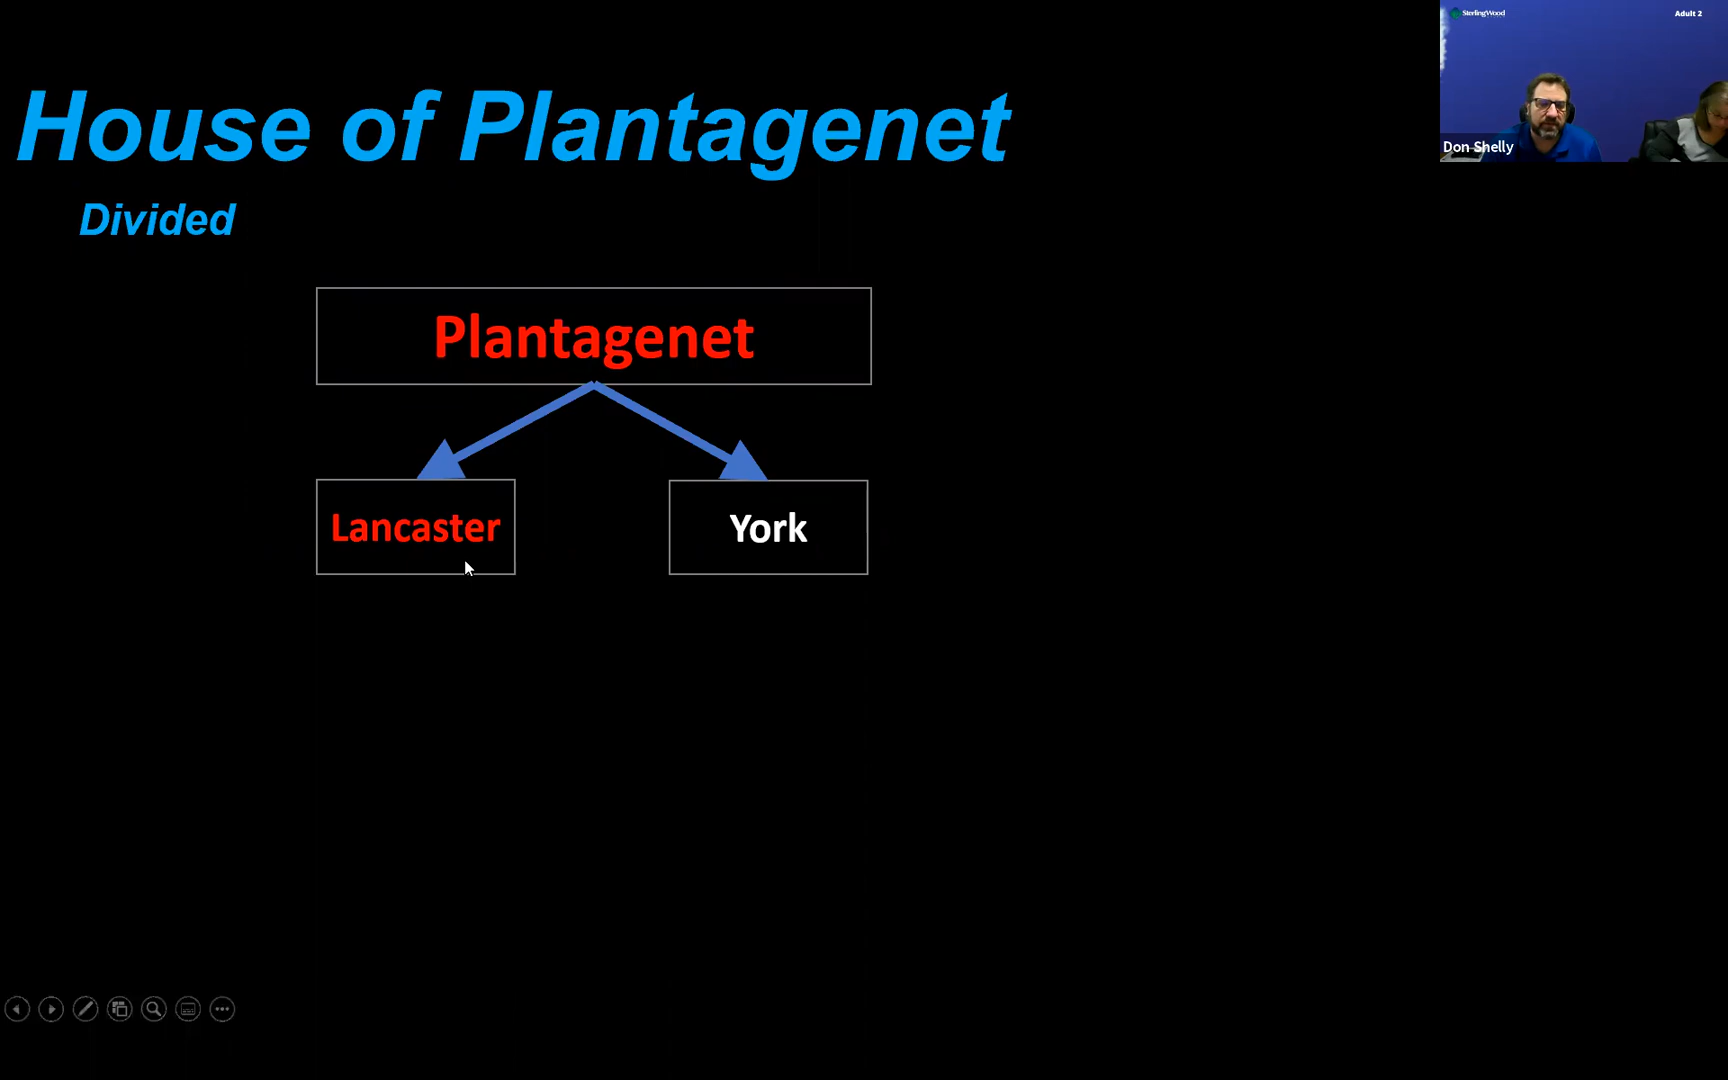 SterlingWood
Adult 2
House of Plantagenet
Don Shelly
Divided
Plantagenet
Lancaster
York